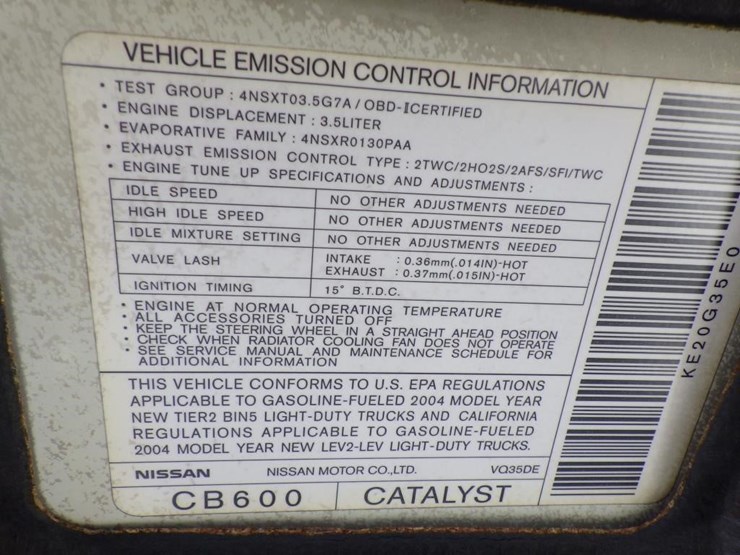 VEHICLE EMISSION CONTROL INFORMATION
• TEST GROUP : 4NSXT03.5G7A / OBD-ⅡCERTIFIED
• ENGINE DISPLACEMENT : 3.5LITER
• EVAPORATIVE FAMILY : 4NSXR0130PAA
• EXHAUST EMISSION CONTROL TYPE : 2TWC/2HO2S/2AFS/SFI/TWC
• ENGINE TUNE UP SPECIFICATIONS AND ADJUSTMENTS :
IDLE SPEED NO OTHER ADJUSTMENTS NEEDED
HIGH IDLE SPEED NO OTHER ADJUSTMENTS NEEDED
IDLE MIXTURE SETTING NO OTHER ADJUSTMENTS NEEDED
VALVE LASH INTAKE : 0.36mm(.014IN)-HOT
EXHAUST : 0.37mm(.015IN)-HOT
IGNITION TIMING 15° B.T.D.C.
• ENGINE AT NORMAL OPERATING TEMPERATURE
• ALL ACCESSORIES TURNED OFF
• KEEP THE STEERING WHEEL IN A STRAIGHT AHEAD POSITION
• CHECK WHEN RADIATOR COOLING FAN DOES NOT OPERATE
• SEE SERVICE MANUAL AND MAINTENANCE SCHEDULE FOR
ADDITIONAL INFORMATION
THIS VEHICLE CONFORMS TO U.S. EPA REGULATIONS
APPLICABLE TO GASOLINE-FUELED 2004 MODEL YEAR
NEW TIER2 BIN5 LIGHT-DUTY TRUCKS AND CALIFORNIA
REGULATIONS APPLICABLE TO GASOLINE-FUELED
2004 MODEL YEAR NEW LEV2-LEV LIGHT-DUTY TRUCKS.
NISSAN NISSAN MOTOR CO.,LTD. VQ35DE
CB600 CATALYST
KE20G35E0